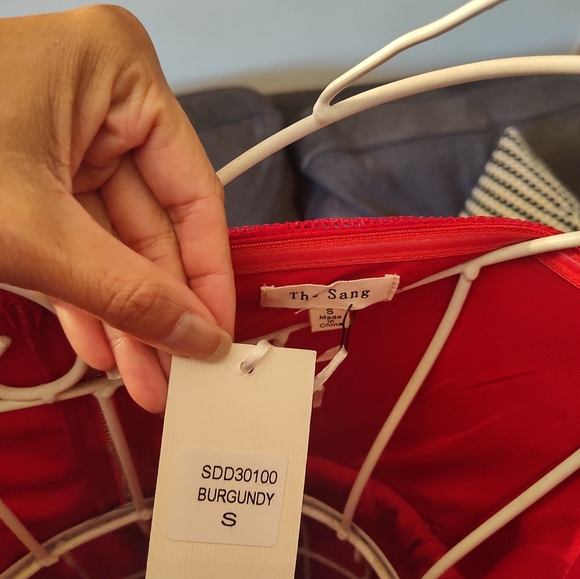 The Sang
S
Made in
China
SDD30100
BURGUNDY
S